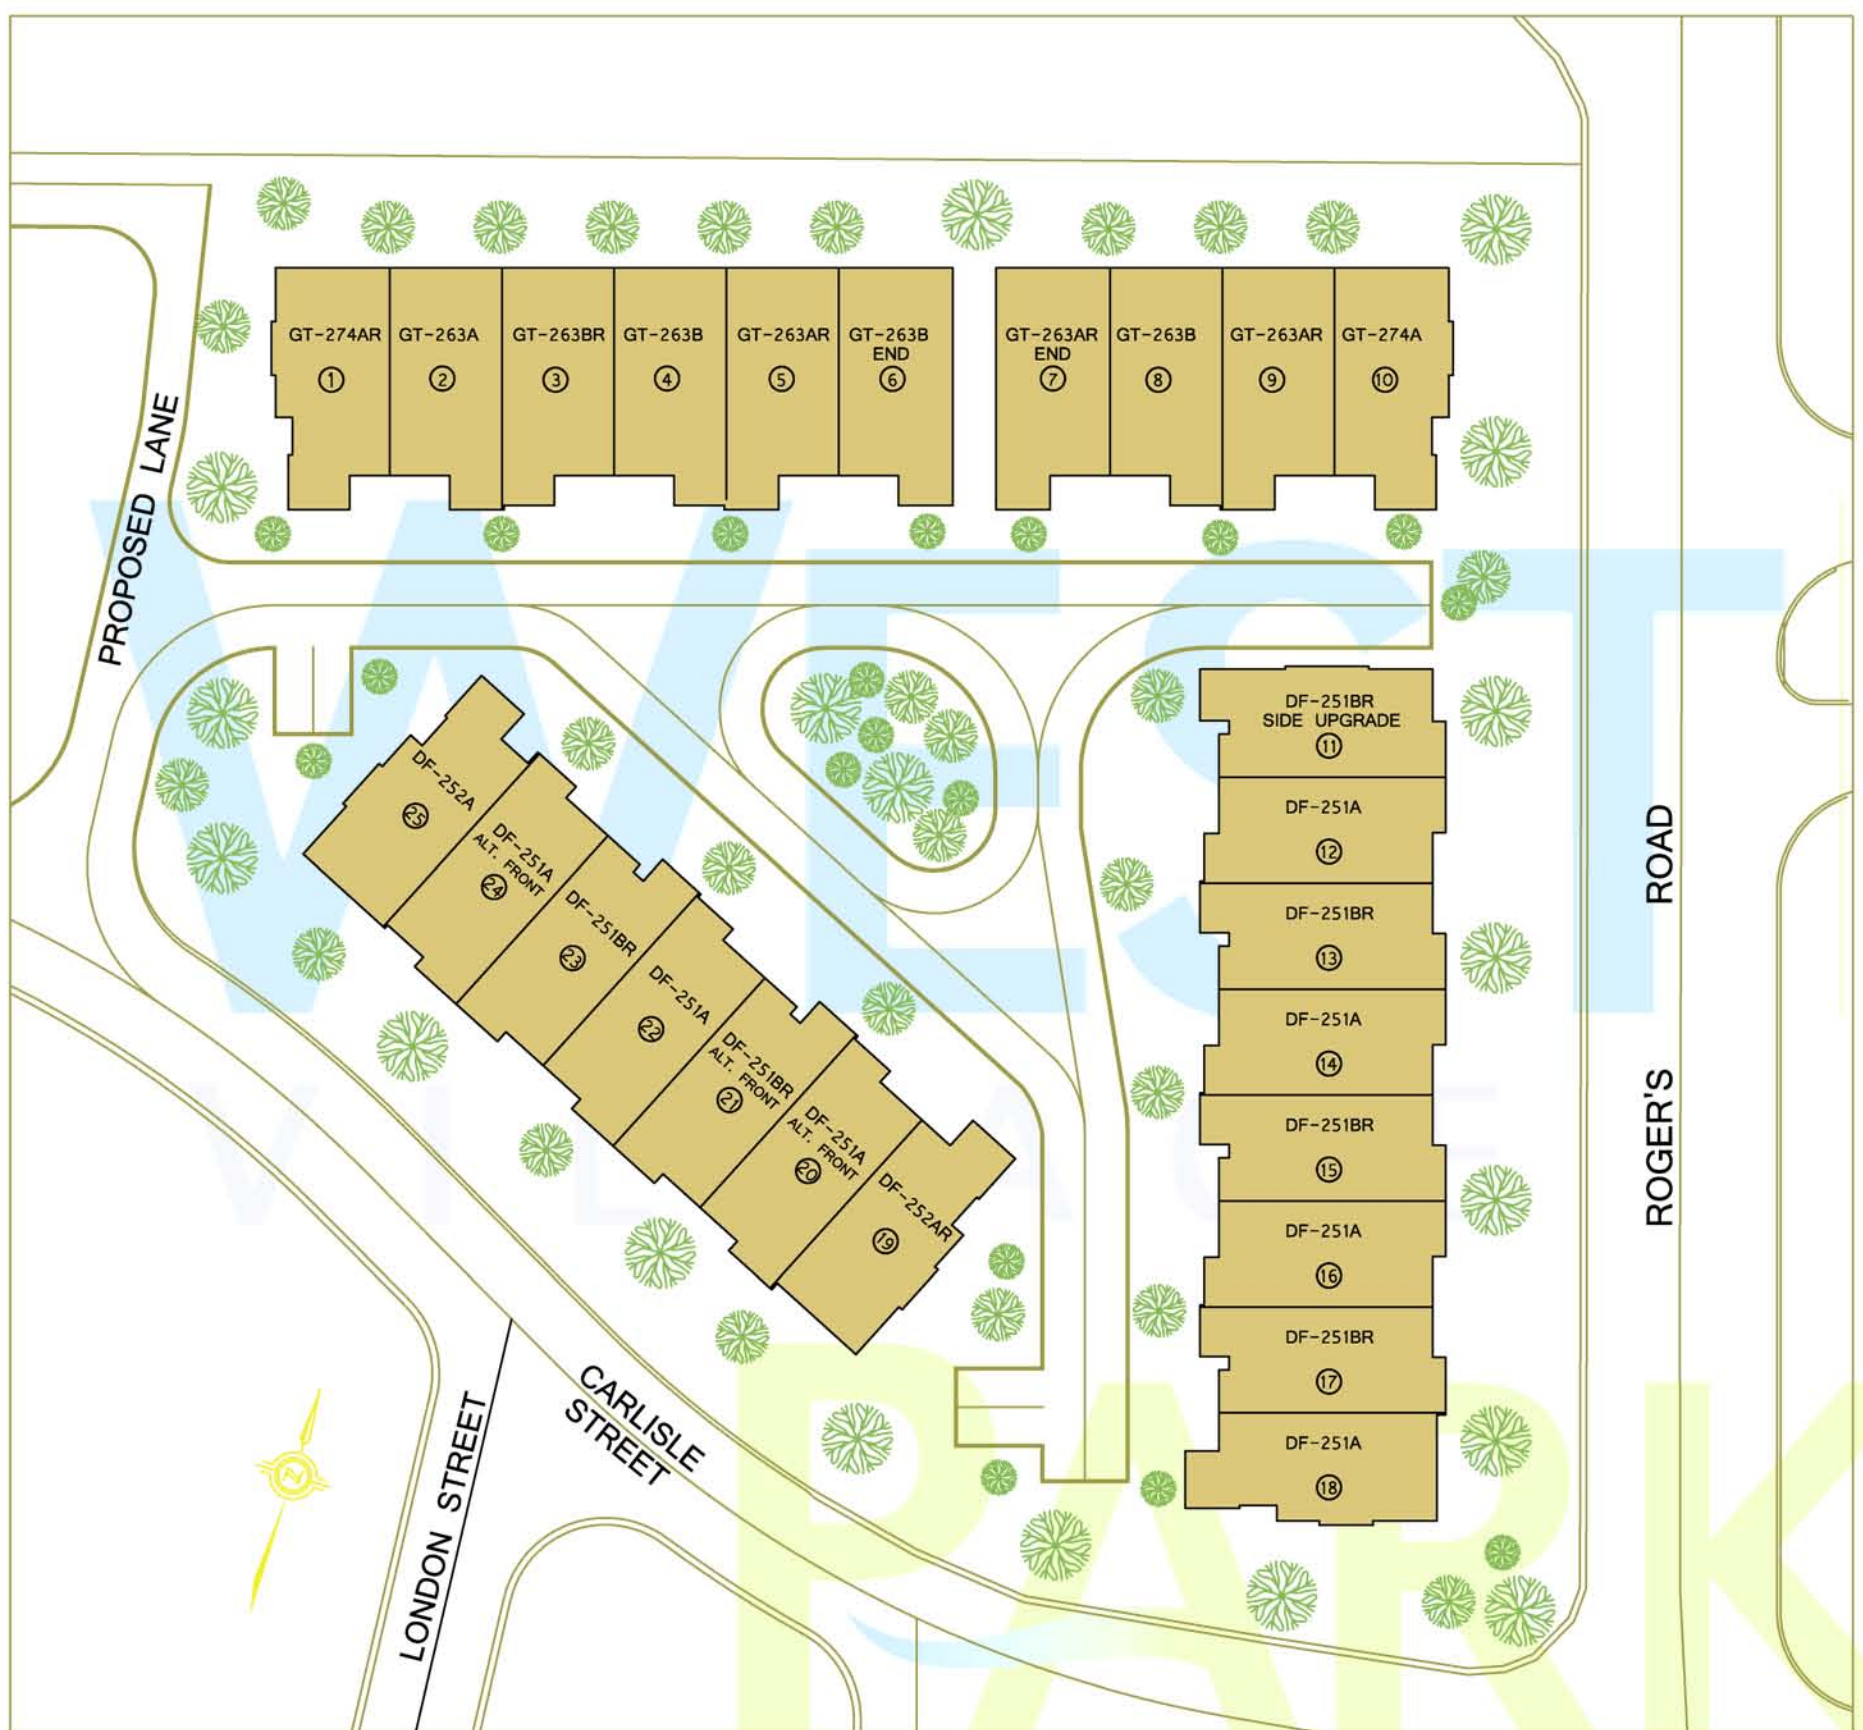 GT-274AR
1
GT-263A
2
GT-263BR
3
GT-263B
4
GT-263AR
5
GT-263B
END
6
GT-263AR
END
7
GT-263B
8
GT-263AR
9
GT-274A
10
PROPOSED LANE
WEST
VILLAGE
PARK
DF-251BR
SIDE UPGRADE
11
DF-251A
12
DF-251BR
13
DF-251A
14
DF-251BR
15
DF-251A
16
DF-251BR
17
DF-251A
18
DF-252A
25
DF-251A
ALT. FRONT
24
DF-251BR
23
DF-251A
22
DF-251BR
ALT. FRONT
21
DF-251A
ALT. FRONT
20
DF-252AR
19
ROGER'S ROAD
CARLISLE
STREET
LONDON STREET
N